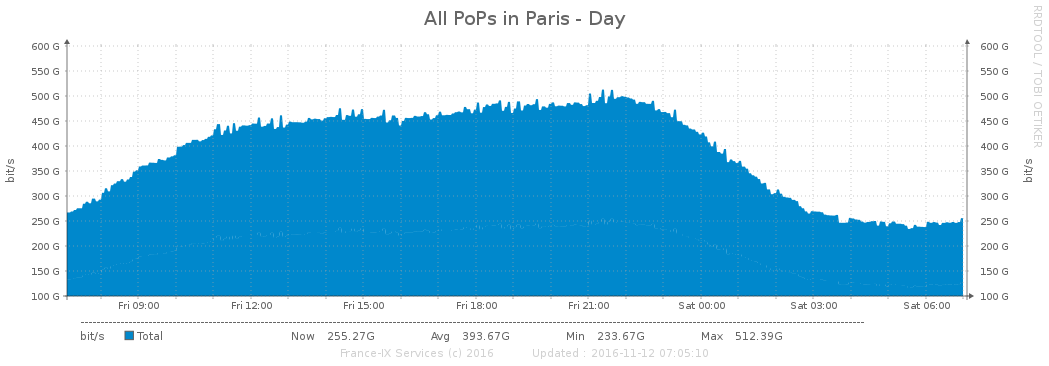 All PoPs in Paris - Day
RRDTOOL / TOBI OETIKER
600 G 600 G
550 G 550 G
500 G 500 G
450 G 450 G
400 G 400 G
350 G 350 G
300 G 300 G
250 G 250 G
200 G 200 G
150 G 150 G
100 G 100 G
bit/s bit/s
Fri 09:00 Fri 12:00 Fri 15:00 Fri 18:00 Fri 21:00 Sat 00:00 Sat 03:00 Sat 06:00
bit/s Total Now 255.27G Avg 393.67G Min 233.67G Max 512.39G
France-IX Services (c) 2016 Updated : 2016-11-12 07:05:10